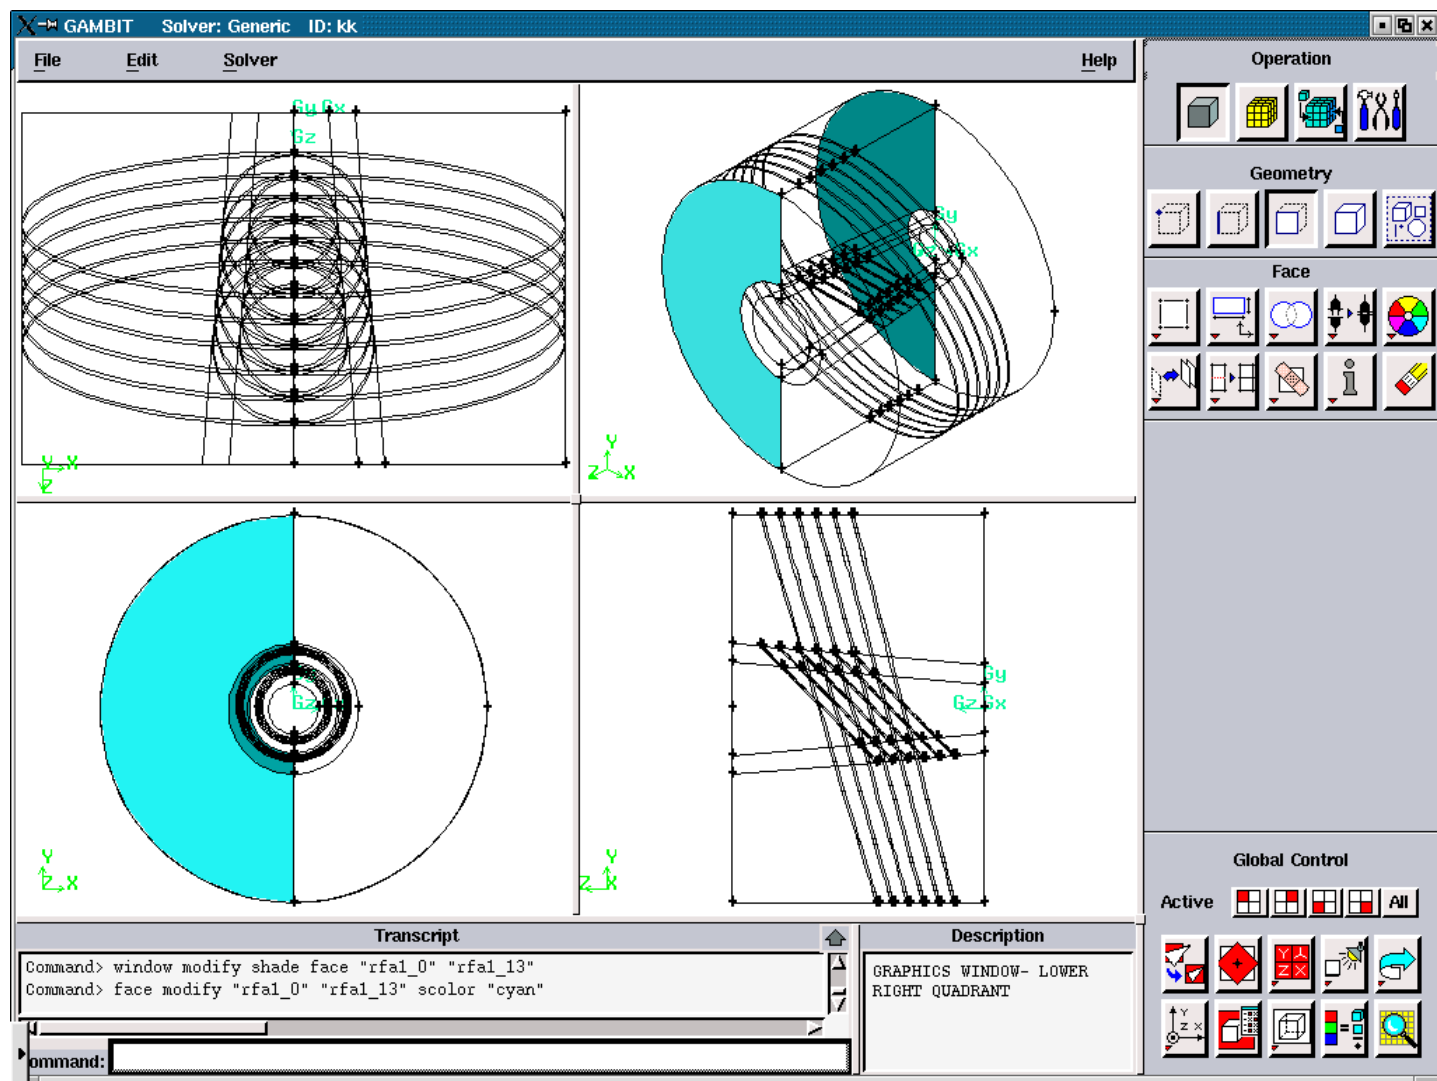 GAMBIT Solver: Generic ID: kk
File Edit Solver Help
Operation
Geometry
Face
Gy Gx
Gz
Y X
Z
Gy
Gz Gx
Y
Z X
Gz
Y
Z X
Gy
Gz Gx
Y
Z X
Global Control
Active All
Y Z X
Y Z X
Transcript
Command> window modify shade face "rfa1_0" "rfa1_13"
Command> face modify "rfa1_0" "rfa1_13" scolor "cyan"
ommand:
Description
GRAPHICS WINDOW- LOWER
RIGHT QUADRANT